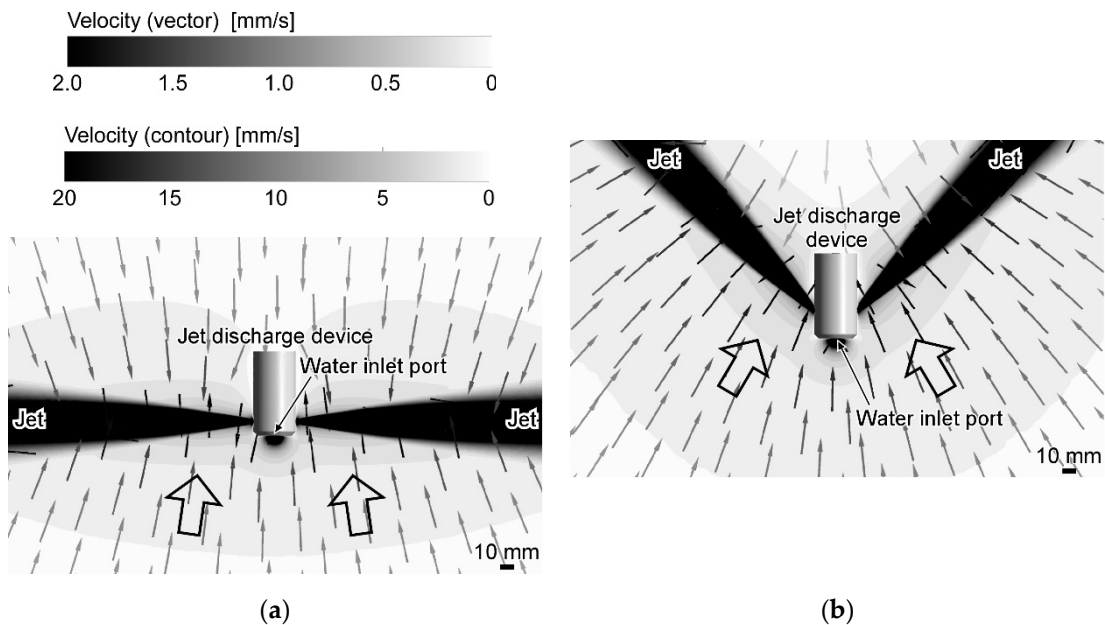 Velocity (vector) [mm/s]
2.0 1.5 1.0 0.5 0
Velocity (contour) [mm/s]
20 15 10 5 0
Jet discharge device
Water inlet port
Jet
Jet
10 mm
(a)
Jet
Jet
Jet discharge
device
Water inlet port
10 mm
(b)